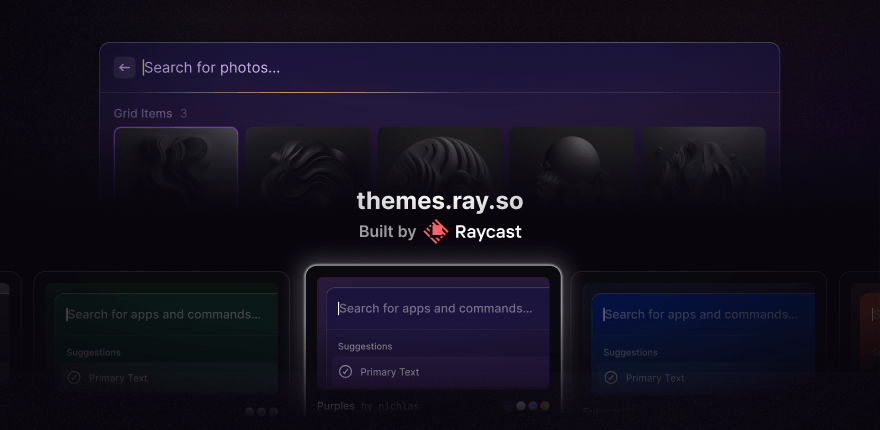 Search for photos...
Grid Items 3
themes.ray.so
Built by Raycast
Search for apps and commands...
Suggestions
Primary Text
Search for apps and commands...
Suggestions
Primary Text
Purples by nichlas
Search for apps and commands...
Suggestions
Primary Text